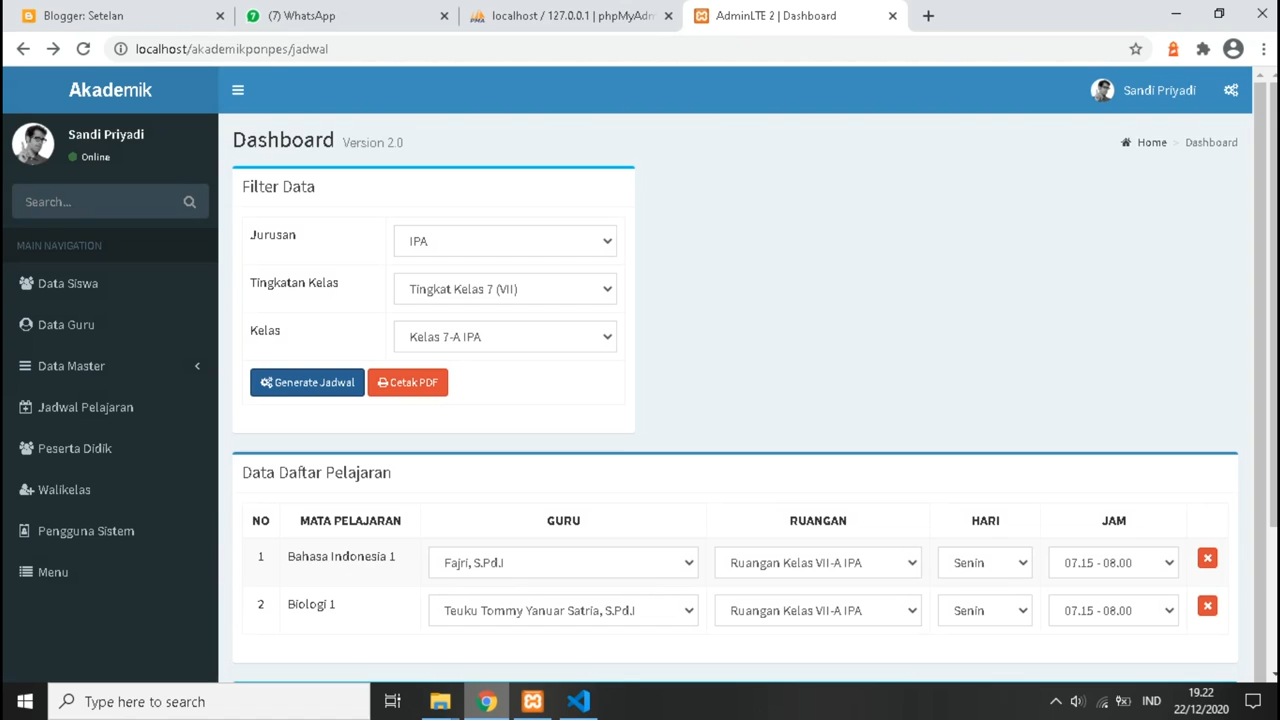 Blogger: Setelan
(7) WhatsApp
localhost / 127.0.0.1 | phpMyAdm
AdminLTE 2 | Dashboard
localhost/akademikponpes/jadwal
Akademik
Sandi Priyadi
Sandi Priyadi
Online
Dashboard Version 2.0
Home > Dashboard
Search...
MAIN NAVIGATION
Data Siswa
Data Guru
Data Master
Jadwal Pelajaran
Peserta Didik
Walikelas
Pengguna Sistem
Menu
Filter Data
Jurusan IPA
Tingkatan Kelas Tingkat Kelas 7 (VII)
Kelas Kelas 7-A IPA
Generate Jadwal Cetak PDF
Data Daftar Pelajaran
NO MATA PELAJARAN GURU RUANGAN HARI JAM
1 Bahasa Indonesia 1 Fajri, S.Pd.I Ruangan Kelas VII-A IPA Senin 07.15 - 08.00
2 Biologi 1 Teuku Tommy Yanuar Satria, S.Pd.I Ruangan Kelas VII-A IPA Senin 07.15 - 08.00
Type here to search
IND
19.22
22/12/2020